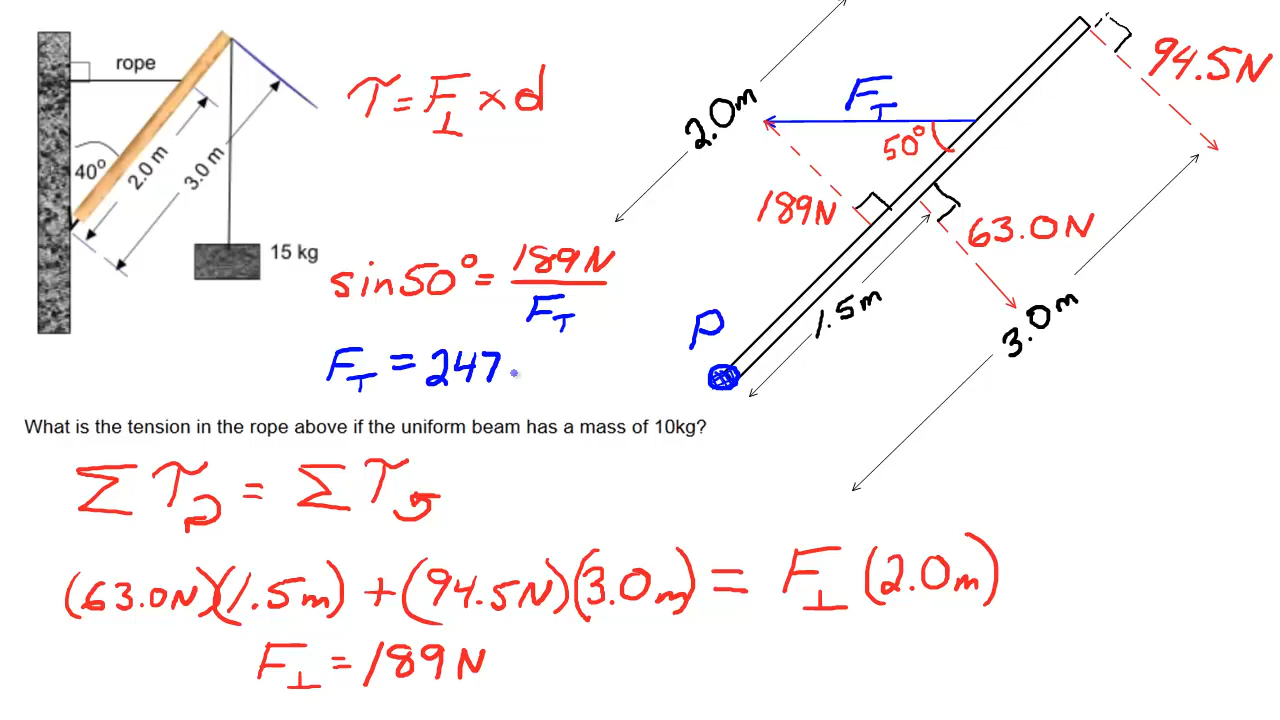 rope
40°
2.0 m
3.0 m
15 kg
τ = F⊥ × d
sin50° = 189N / F_T
F_T = 247
2.0m
F_T
50°
94.5N
189N
63.0N
1.5m
3.0m
P
What is the tension in the rope above if the uniform beam has a mass of 10kg?
Στ↻ = Στ↺
(63.0N)(1.5m) + (94.5N)(3.0m) = F⊥ (2.0m)
F⊥ = 189N